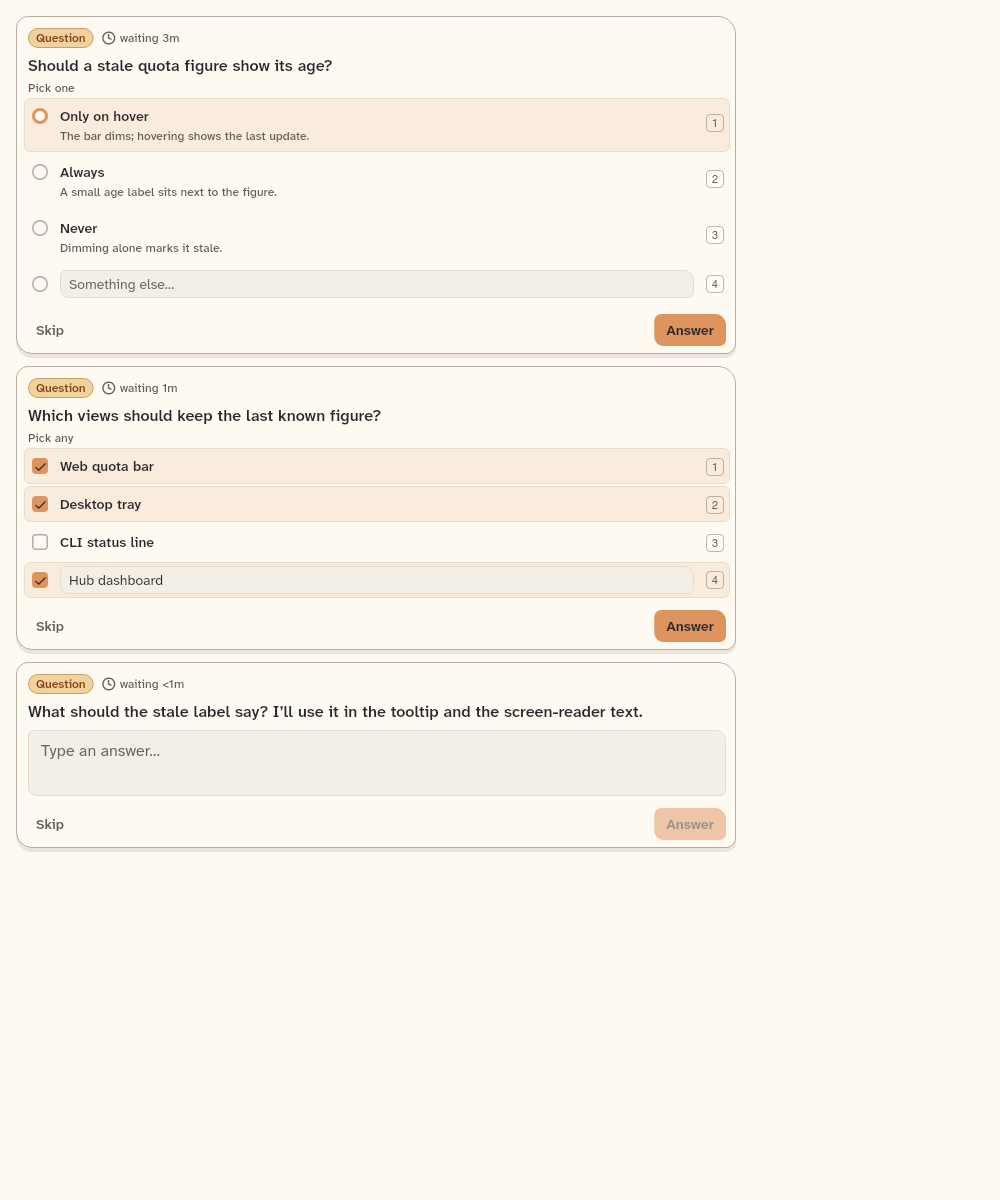 Question waiting 3m
Should a stale quota figure show its age?
Pick one
Only on hover
The bar dims; hovering shows the last update.
1
Always
A small age label sits next to the figure.
2
Never
Dimming alone marks it stale.
3
Something else…
4
Skip Answer
Question waiting 1m
Which views should keep the last known figure?
Pick any
Web quota bar 1
Desktop tray 2
CLI status line 3
Hub dashboard 4
Skip Answer
Question waiting <1m
What should the stale label say? I’ll use it in the tooltip and the screen-reader text.
Type an answer…
Skip Answer